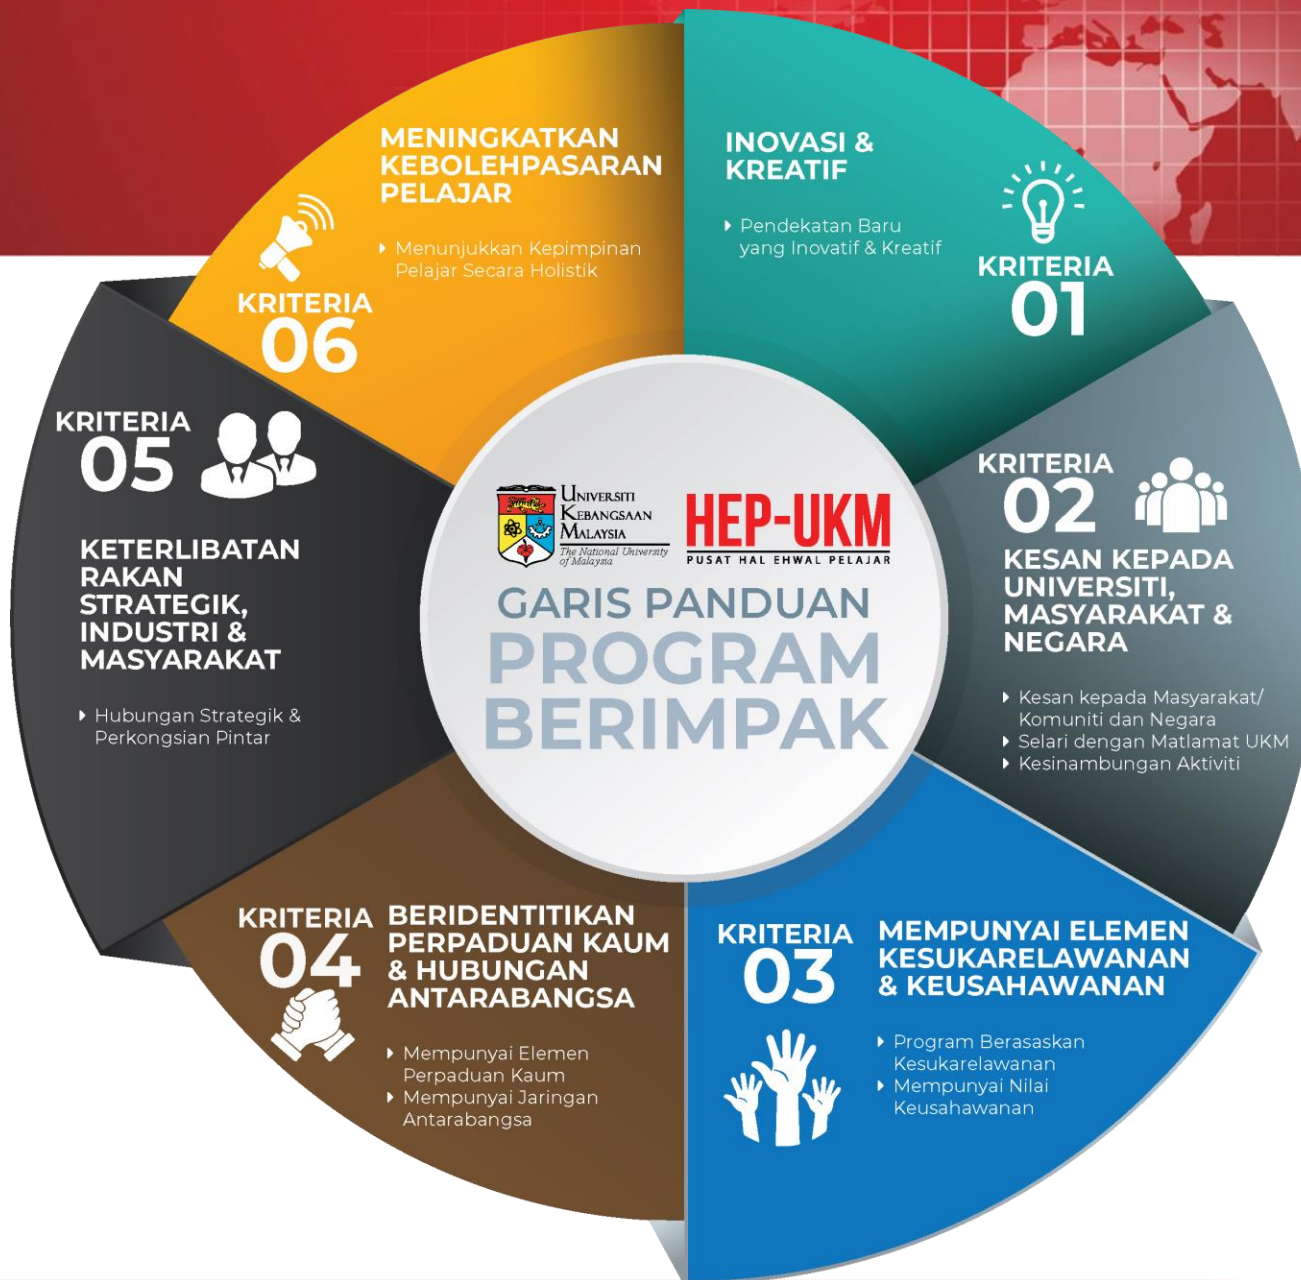 UNIVERSITI
KEBANGSAAN
MALAYSIA
The National University
of Malaysia
HEP-UKM
PUSAT HAL EHWAL PELAJAR
GARIS PANDUAN
PROGRAM
BERIMPAK
INOVASI &
KREATIF
Pendekatan Baru
yang Inovatif & Kreatif
KRITERIA
01
KRITERIA
02
KESAN KEPADA
UNIVERSITI,
MASYARAKAT &
NEGARA
Kesan kepada Masyarakat/
Komuniti dan Negara
Selari dengan Matlamat UKM
Kesinambungan Aktiviti
KRITERIA
03
MEMPUNYAI ELEMEN
KESUKARELAWANAN
& KEUSAHAWANAN
Program Berasaskan
Kesukarelawanan
Mempunyai Nilai
Keusahawanan
KRITERIA
04
BERIDENTITIKAN
PERPADUAN KAUM
& HUBUNGAN
ANTARABANGSA
Mempunyai Elemen
Perpaduan Kaum
Mempunyai Jaringan
Antarabangsa
KRITERIA
05
KETERLIBATAN
RAKAN
STRATEGIK,
INDUSTRI &
MASYARAKAT
Hubungan Strategik &
Perkongsian Pintar
MENINGKATKAN
KEBOLEHPASARAN
PELAJAR
Menunjukkan Kepimpinan
Pelajar Secara Holistik
KRITERIA
06